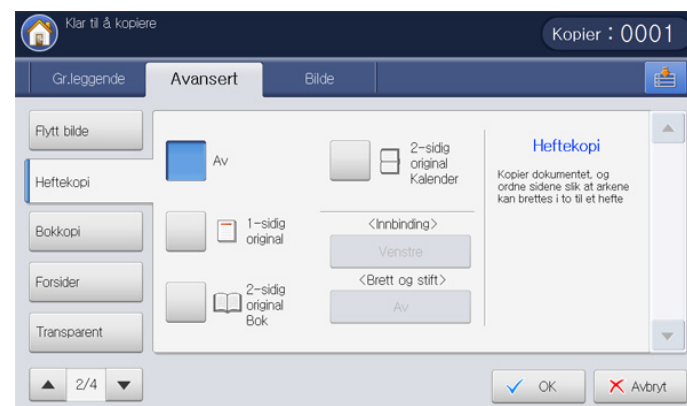 Klar til å kopiere
Kopier : 0001
Gr.leggende
Avansert
Bilde
Flytt bilde
Heftekopi
Bokkopi
Forsider
Transparent
2/4
Av
1-sidig
original
2-sidig
original
Bok
2-sidig
original
Kalender
<Innbinding>
Venstre
<Brett og stift>
Av
Heftekopi
Kopier dokumentet, og
ordne sidene slik at arkene
kan brettes i to til et hefte
OK
Avbryt